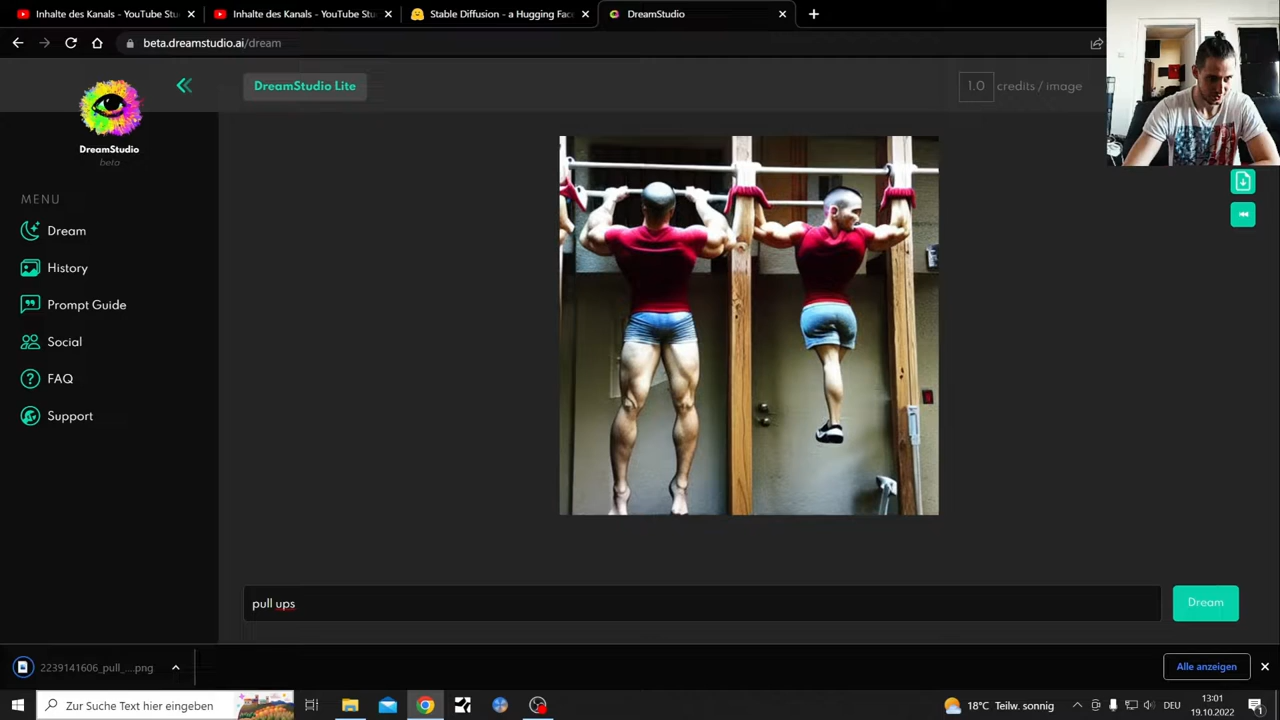 Inhalte des Kanals - YouTube Stu
Inhalte des Kanals - YouTube Stu
Stable Diffusion - a Hugging Fac
DreamStudio
beta.dreamstudio.ai/dream
DreamStudio
beta
DreamStudio Lite
1.0 credits / image
MENU
Dream
History
Prompt Guide
Social
FAQ
Support
pull ups
Dream
2239141606_pull_....png
Alle anzeigen
Zur Suche Text hier eingeben
18°C Teilw. sonnig
DEU
13:01
19.10.2022
1